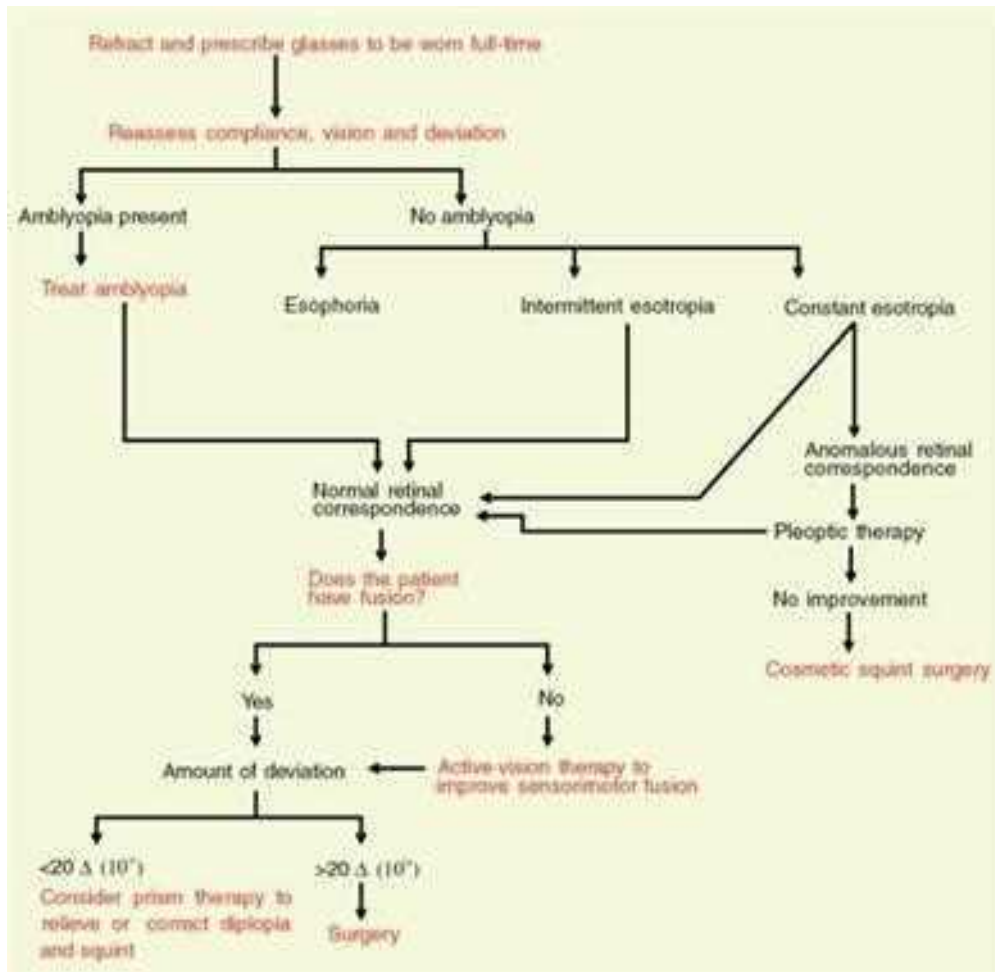 Refract and prescribe glasses to be worn full-time
Reassess compliance, vision and deviation
Amblyopia present
No amblyopia
Treat amblyopia
Esophoria
Intermittent esotropia
Constant esotropia
Anomalous retinal
correspondence
Normal retinal
correspondence
Pleoptic therapy
Does the patient
have fusion?
No improvement
Cosmetic squint surgery
Yes
No
Amount of deviation
Active vision therapy to
improve sensorimotor fusion
<20 Δ (10°)
>20 Δ (10°)
Consider prism therapy to
relieve or correct diplopia
and squint
Surgery